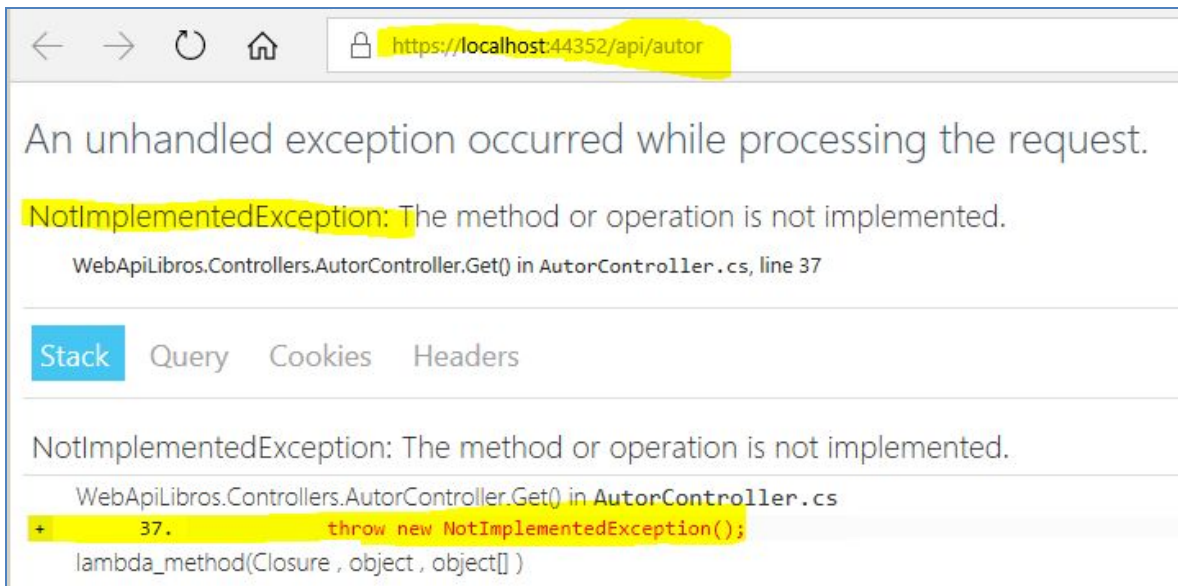 https://localhost:44352/api/autor
An unhandled exception occurred while processing the request.
NotImplementedException: The method or operation is not implemented.
WebApiLibros.Controllers.AutorController.Get() in AutorController.cs, line 37
Stack Query Cookies Headers
NotImplementedException: The method or operation is not implemented.
WebApiLibros.Controllers.AutorController.Get() in AutorController.cs
+ 37. throw new NotImplementedException();
lambda_method(Closure , object , object[] )